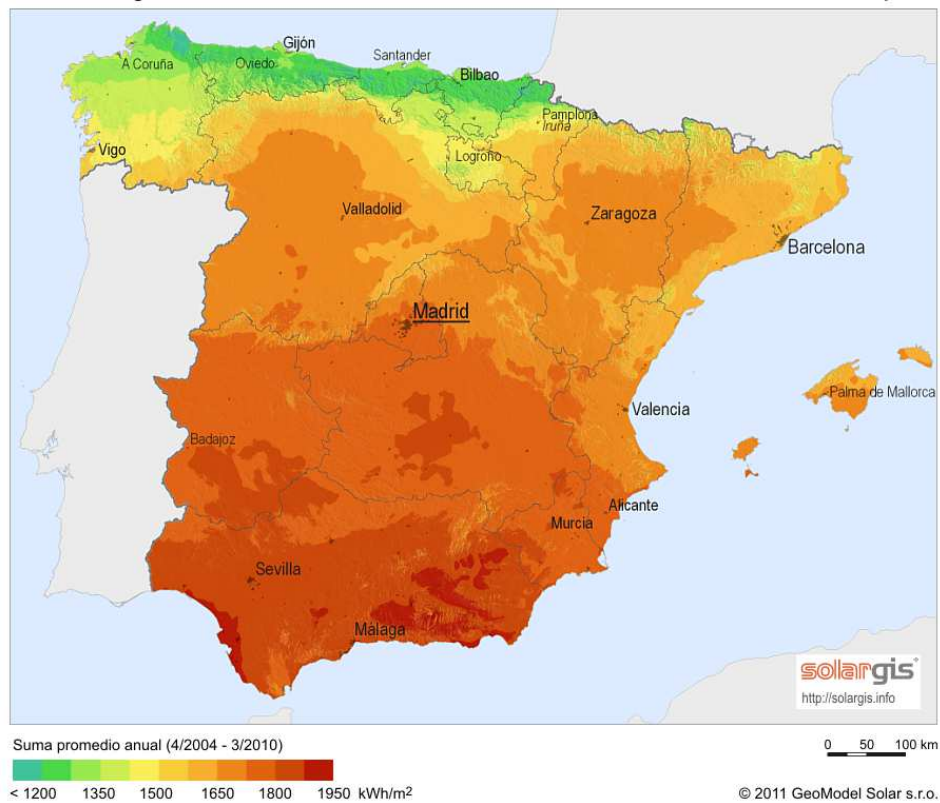 Gijón
Santander
A Coruña
Oviedo
Bilbao
Pamplona
Iruña
Vigo
Logroño
Valladolid
Zaragoza
Barcelona
Madrid
Palma de Mallorca
Valencia
Badajoz
Alicante
Murcia
Sevilla
Málaga
solargis
http://solargis.info
Suma promedio anual (4/2004 - 3/2010)
0 50 100 km
< 1200 1350 1500 1650 1800 1950 kWh/m²
© 2011 GeoModel Solar s.r.o.